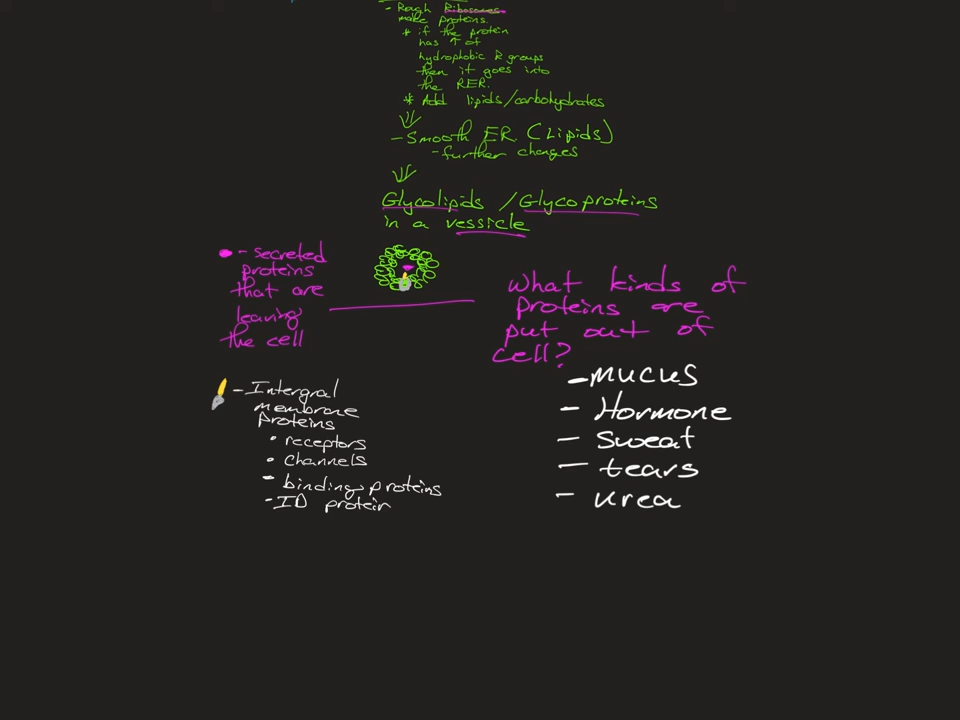 - Rough Ribosomes
make proteins.
* if the protein
has ↑ of
hydrophobic R groups
then it goes into
the RER.
* Add lipids/carbohydrates
- Smooth ER. (Lipids)
- further changes
Glycolipids / Glycoproteins
in a vessicle
- secreted
proteins
that are
leaving
the cell
What kinds of
proteins are
put out of
cell?
- Intergral
membrane
Proteins
• receptors
• channels
- binding proteins
- ID protein
- mucus
- Hormone
- sweat
- tears
- urea